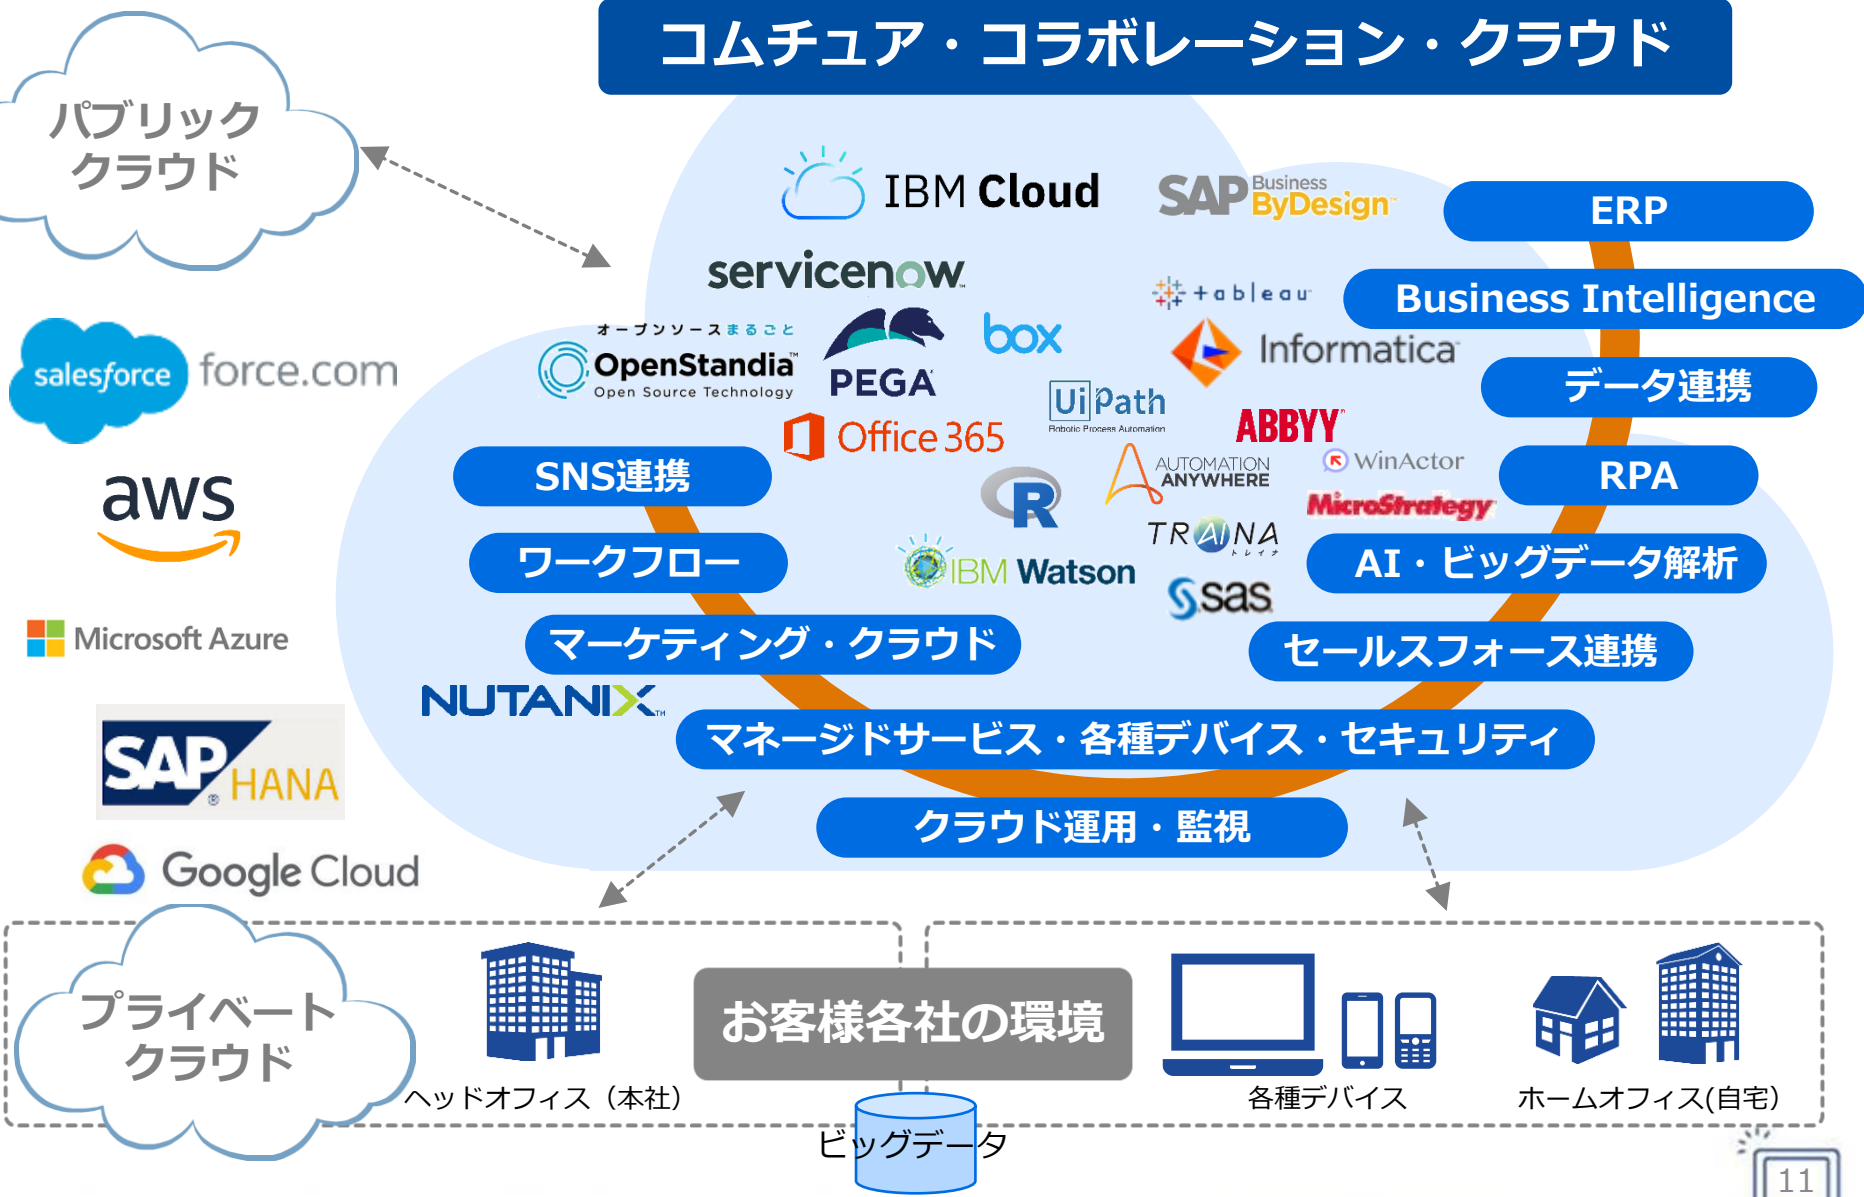 コムチュア・コラボレーション・クラウド
パブリック
クラウド
IBM Cloud
SAP Business ByDesign
ERP
servicenow
tableau
Business Intelligence
オープンソースまるごと
OpenStandia
Open Source Technology
PEGA
box
Informatica
salesforce force.com
データ連携
UiPath
Robotic Process Automation
ABBYY
Office 365
SNS連携
AUTOMATION
ANYWHERE
WinActor
RPA
aws
R
MicroStrategy
TRAINA
トレイナ
ワークフロー
IBM Watson
AI・ビッグデータ解析
sas
Microsoft Azure
マーケティング・クラウド
セールスフォース連携
NUTANIX
マネージドサービス・各種デバイス・セキュリティ
SAP HANA
クラウド運用・監視
Google Cloud
プライベート
クラウド
お客様各社の環境
ヘッドオフィス（本社）
各種デバイス
ホームオフィス(自宅）
ビッグデータ
11